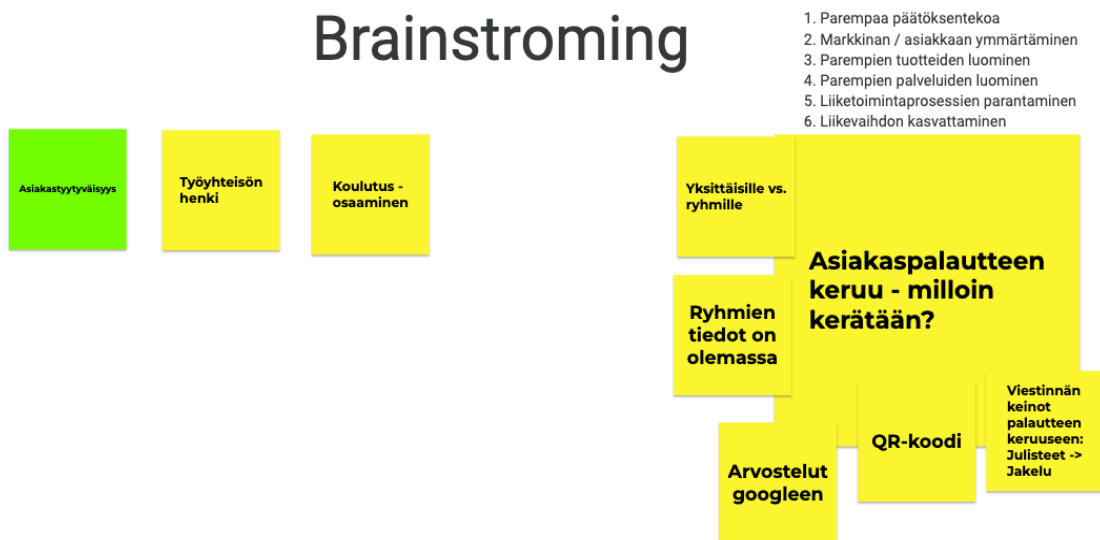 Brainstroming
1. Parempaa päätöksentekoa
2. Markkinan / asiakkaan ymmärtäminen
3. Parempien tuotteiden luominen
4. Parempien palveluiden luominen
5. Liiketoimintaprosessien parantaminen
6. Liikevaihdon kasvattaminen
Asiakastyytyväisyys
Työyhteisön
henki
Koulutus -
osaaminen
Yksittäisille vs.
ryhmille
Asiakaspalautteen
keruu - milloin
kerätään?
Ryhmien
tiedot on
olemassa
Arvostelut
googleen
QR-koodi
Viestinnän
keinot
palautteen
keruuseen:
Julisteet ->
Jakelu